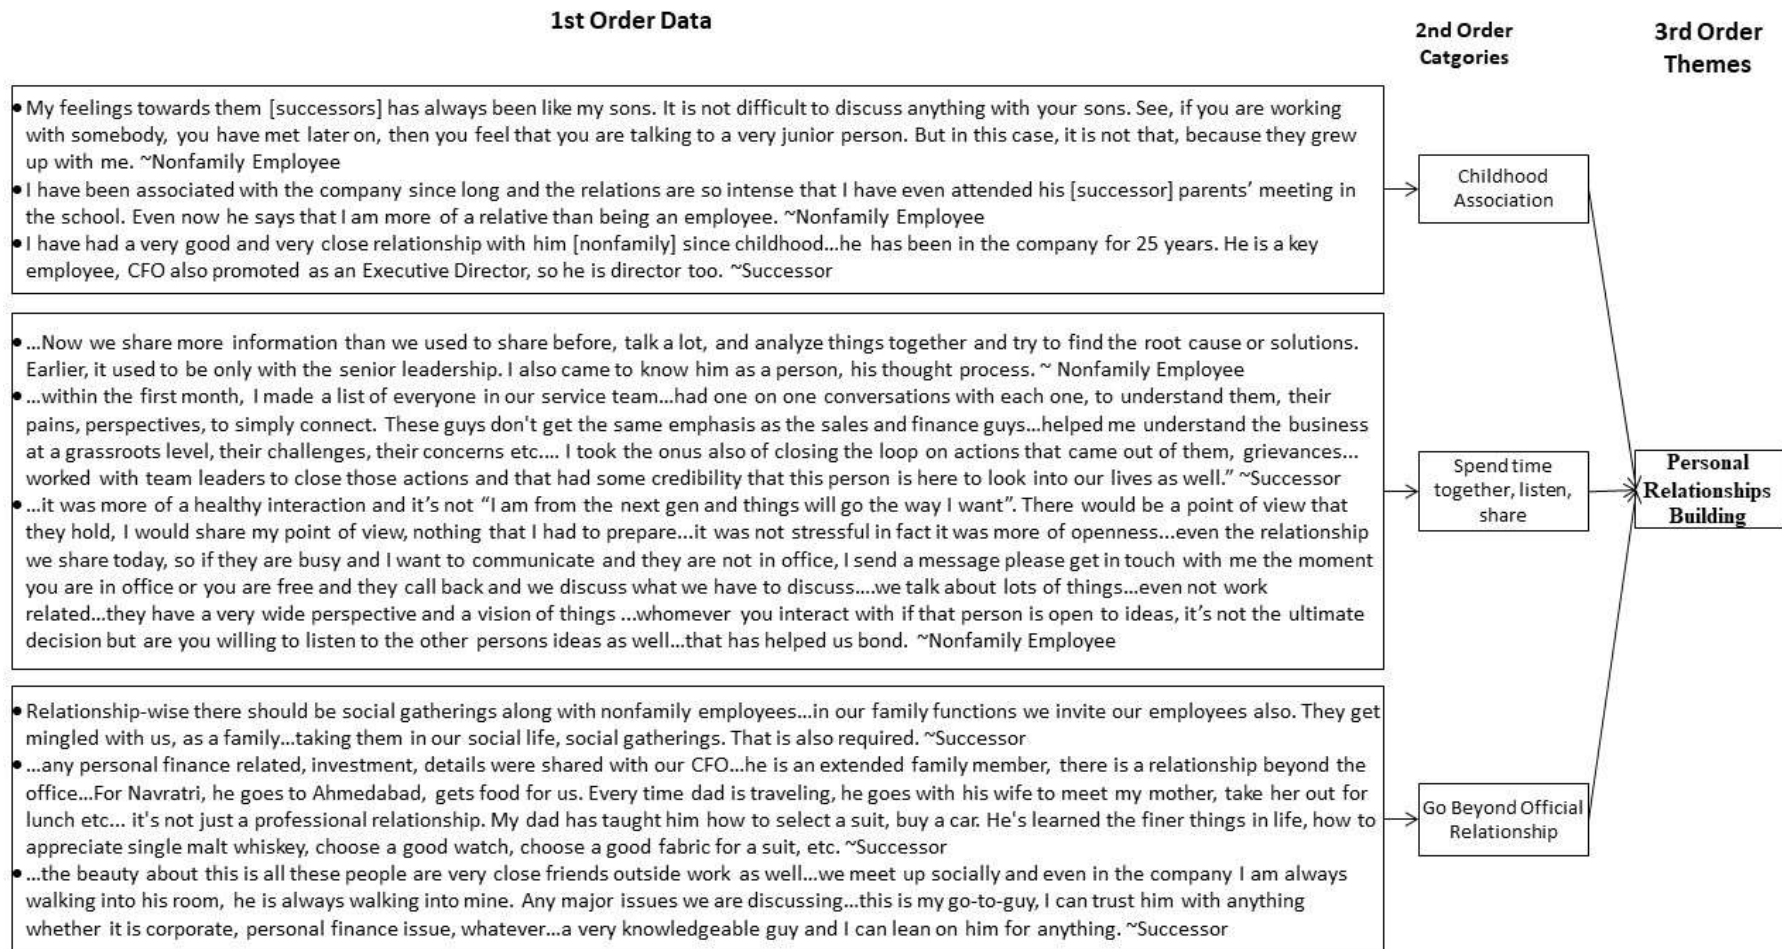 1st Order Data
2nd Order
Catgories
3rd Order
Themes
• My feelings towards them [successors] has always been like my sons. It is not difficult to discuss anything with your sons. See, if you are working
with somebody, you have met later on, then you feel that you are talking to a very junior person. But in this case, it is not that, because they grew
up with me. ~Nonfamily Employee
• I have been associated with the company since long and the relations are so intense that I have even attended his [successor] parents’ meeting in
the school. Even now he says that I am more of a relative than being an employee. ~Nonfamily Employee
• I have had a very good and very close relationship with him [nonfamily] since childhood...he has been in the company for 25 years. He is a key
employee, CFO also promoted as an Executive Director, so he is director too. ~Successor
Childhood
Association
• ...Now we share more information than we used to share before, talk a lot, and analyze things together and try to find the root cause or solutions.
Earlier, it used to be only with the senior leadership. I also came to know him as a person, his thought process. ~ Nonfamily Employee
• ...within the first month, I made a list of everyone in our service team...had one on one conversations with each one, to understand them, their
pains, perspectives, to simply connect. These guys don't get the same emphasis as the sales and finance guys...helped me understand the business
at a grassroots level, their challenges, their concerns etc.... I took the onus also of closing the loop on actions that came out of them, grievances...
worked with team leaders to close those actions and that had some credibility that this person is here to look into our lives as well.” ~Successor
• ...it was more of a healthy interaction and it’s not “I am from the next gen and things will go the way I want”. There would be a point of view that
they hold, I would share my point of view, nothing that I had to prepare...it was not stressful in fact it was more of openness...even the relationship
we share today, so if they are busy and I want to communicate and they are not in office, I send a message please get in touch with me the moment
you are in office or you are free and they call back and we discuss what we have to discuss....we talk about lots of things...even not work
related...they have a very wide perspective and a vision of things ...whomever you interact with if that person is open to ideas, it’s not the ultimate
decision but are you willing to listen to the other persons ideas as well...that has helped us bond. ~Nonfamily Employee
Spend time
together, listen,
share
Personal
Relationships
Building
• Relationship-wise there should be social gatherings along with nonfamily employees...in our family functions we invite our employees also. They get
mingled with us, as a family...taking them in our social life, social gatherings. That is also required. ~Successor
• ...any personal finance related, investment, details were shared with our CFO...he is an extended family member, there is a relationship beyond the
office...For Navratri, he goes to Ahmedabad, gets food for us. Every time dad is traveling, he goes with his wife to meet my mother, take her out for
lunch etc... it's not just a professional relationship. My dad has taught him how to select a suit, buy a car. He's learned the finer things in life, how to
appreciate single malt whiskey, choose a good watch, choose a good fabric for a suit, etc. ~Successor
• ...the beauty about this is all these people are very close friends outside work as well...we meet up socially and even in the company I am always
walking into his room, he is always walking into mine. Any major issues we are discussing...this is my go-to-guy, I can trust him with anything
whether it is corporate, personal finance issue, whatever...a very knowledgeable guy and I can lean on him for anything. ~Successor
Go Beyond Official
Relationship